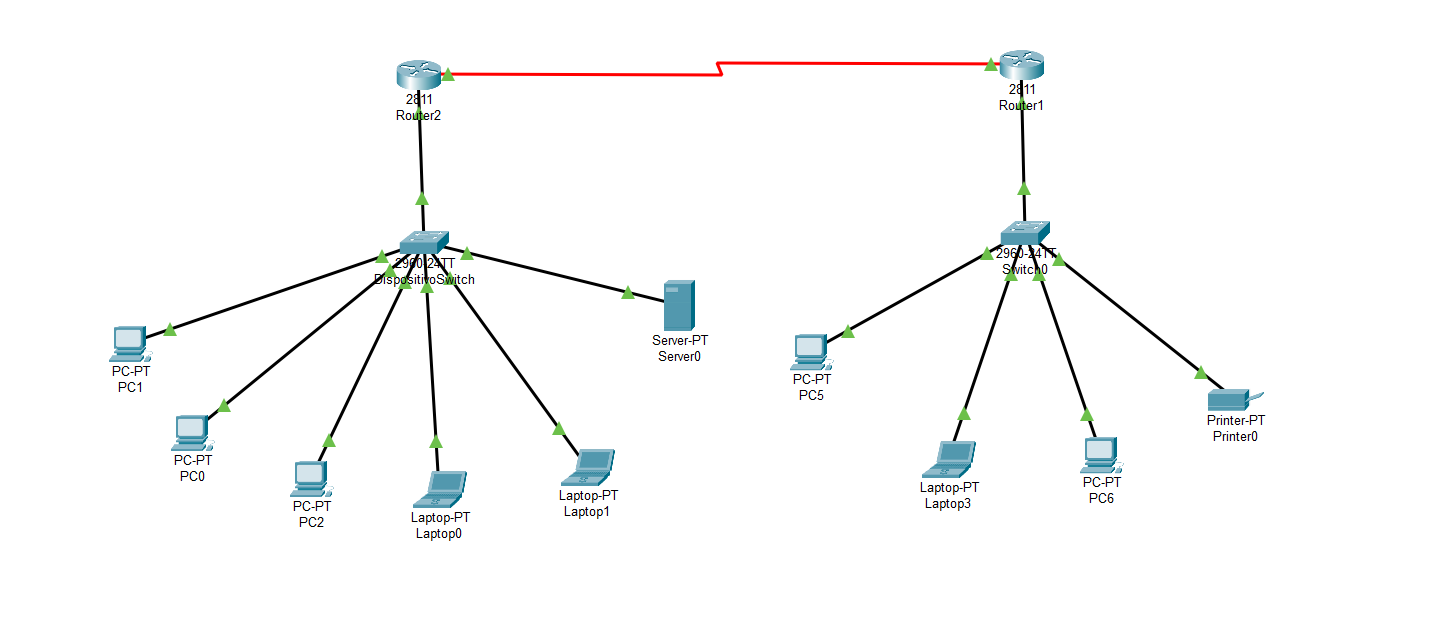 2811
Router2
2811
Router1
2960-24TT
DispositivoSwitch
2960-24TT
Switch0
Server-PT
Server0
PC-PT
PC1
PC-PT
PC5
PC-PT
PC0
Printer-PT
Printer0
PC-PT
PC2
Laptop-PT
Laptop0
Laptop-PT
Laptop1
Laptop-PT
Laptop3
PC-PT
PC6